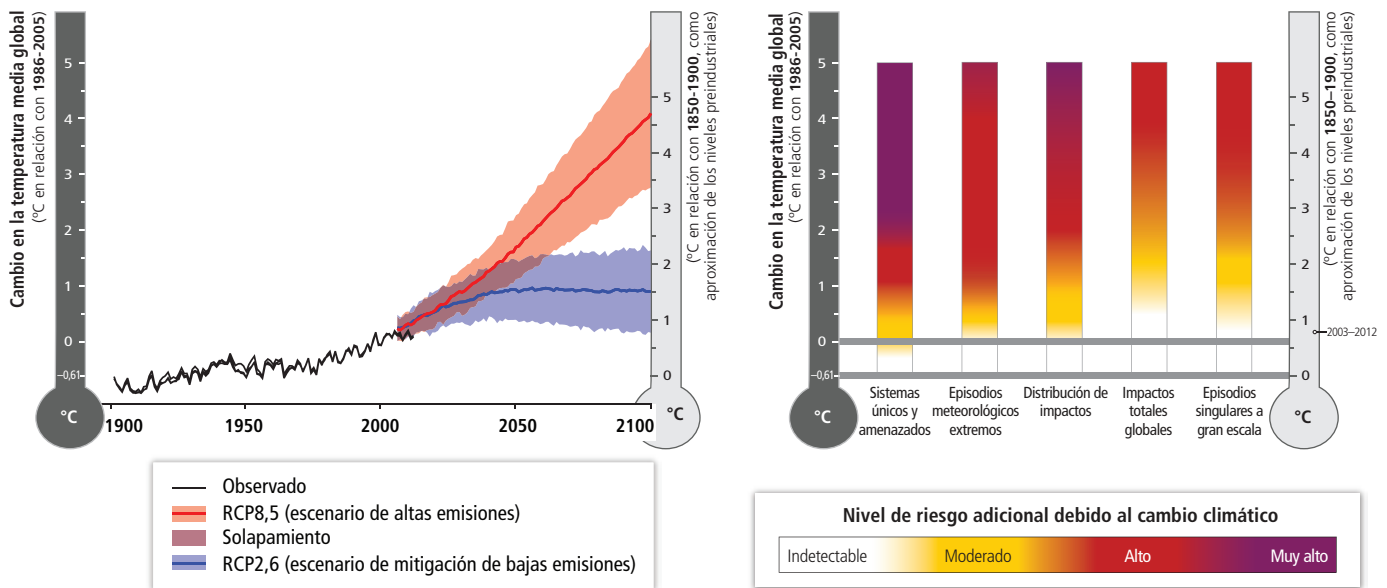 Cambio en la temperatura media global
(ºC en relación con 1986-2005)
5
4
3
2
1
0
–0,61
°C
1900
1950
2000
2050
2100
5
4
3
2
1
0
°C
(ºC en relación con 1850-1900, como
aproximación de los niveles preindustriales)
Observado
RCP8,5 (escenario de altas emisiones)
Solapamiento
RCP2,6 (escenario de mitigación de bajas emisiones)
Cambio en la temperatura media global
(ºC en relación con 1986-2005)
5
4
3
2
1
0
–0,61
°C
Sistemas
únicos y
amenazados
Episodios
meteorológicos
extremos
Distribución de
impactos
Impactos
totales
globales
Episodios
singulares a
gran escala
5
4
3
2
1
0
°C
2003–2012
(ºC en relación con 1850–1900, como
aproximación de los niveles preindustriales)
Nivel de riesgo adicional debido al cambio climático
Indetectable Moderado Alto Muy alto